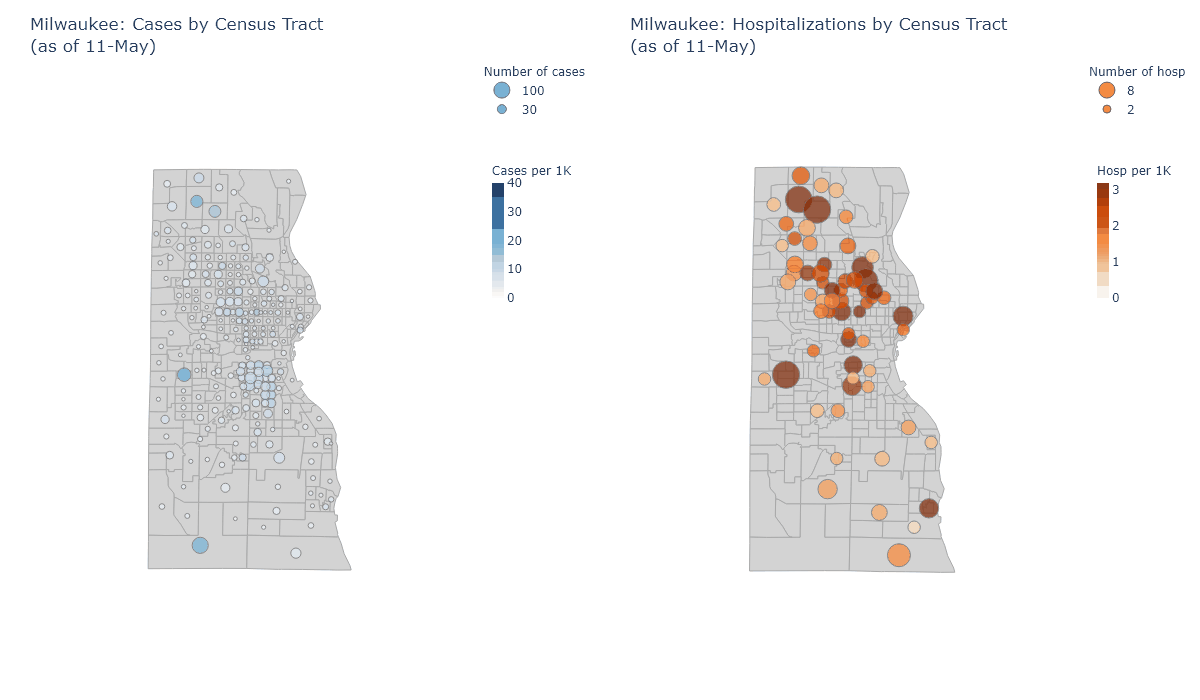 Milwaukee: Cases by Census Tract
(as of 11-May)
Number of cases
100
30
Cases per 1K
40
30
20
10
0
Milwaukee: Hospitalizations by Census Tract
(as of 11-May)
Number of hosp
8
2
Hosp per 1K
3
2
1
0